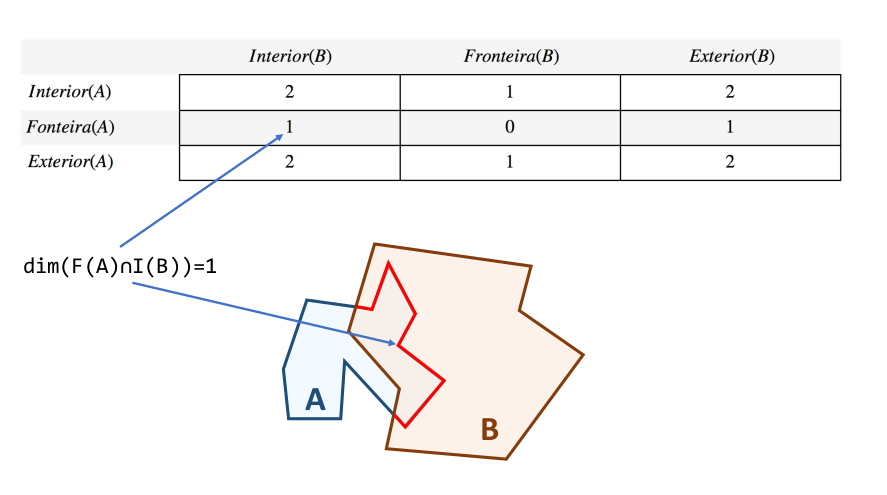 Interior(B) Fronteira(B) Exterior(B)
Interior(A) 2 1 2
Fonteira(A) 1 0 1
Exterior(A) 2 1 2
dim(F(A)∩I(B))=1
A
B